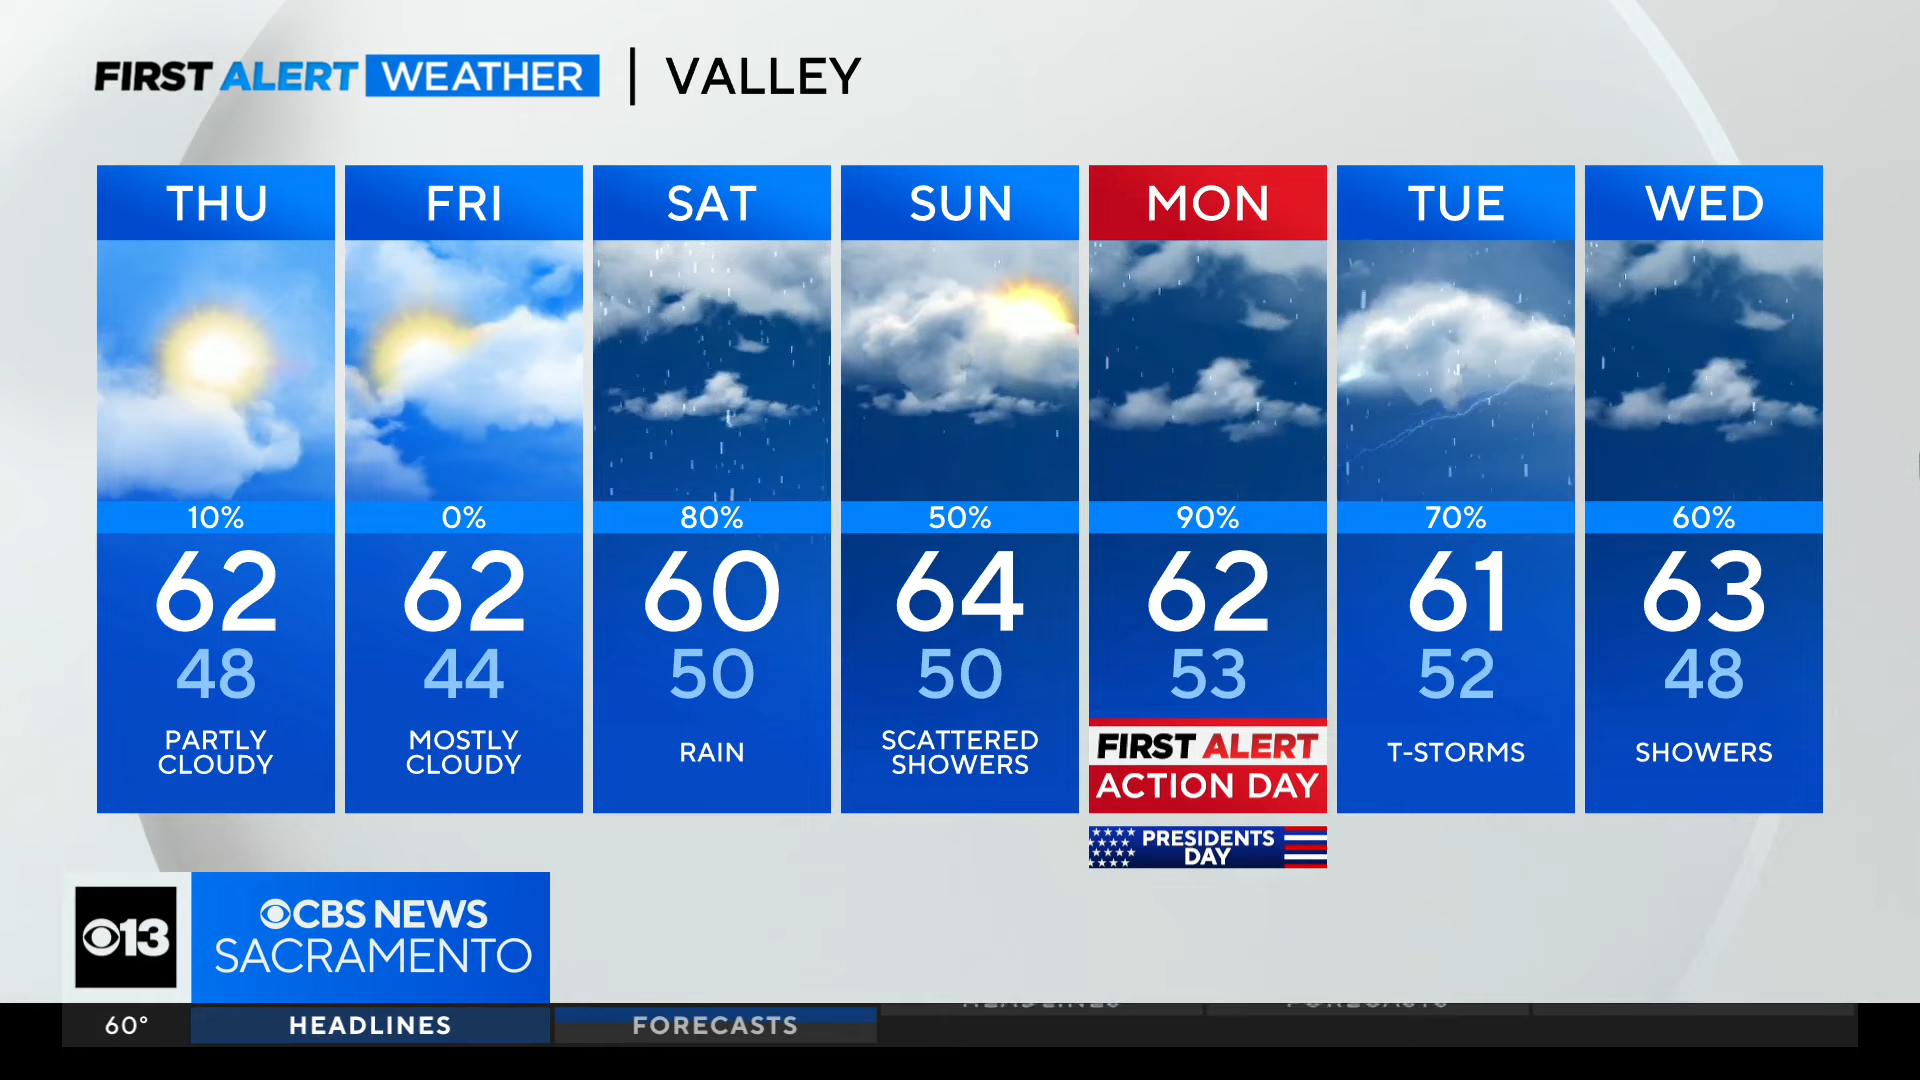 FIRST ALERT WEATHER | VALLEY
THU
FRI
SAT
SUN
MON
TUE
WED
10%
0%
80%
50%
90%
70%
60%
62
62
60
64
62
61
63
48
44
50
50
53
52
48
PARTLY
CLOUDY
MOSTLY
CLOUDY
RAIN
SCATTERED
SHOWERS
FIRST ALERT
ACTION DAY
T-STORMS
SHOWERS
PRESIDENTS
DAY
13
CBS NEWS
SACRAMENTO
60°
HEADLINES
FORECASTS
HEADLINES
FORECASTS